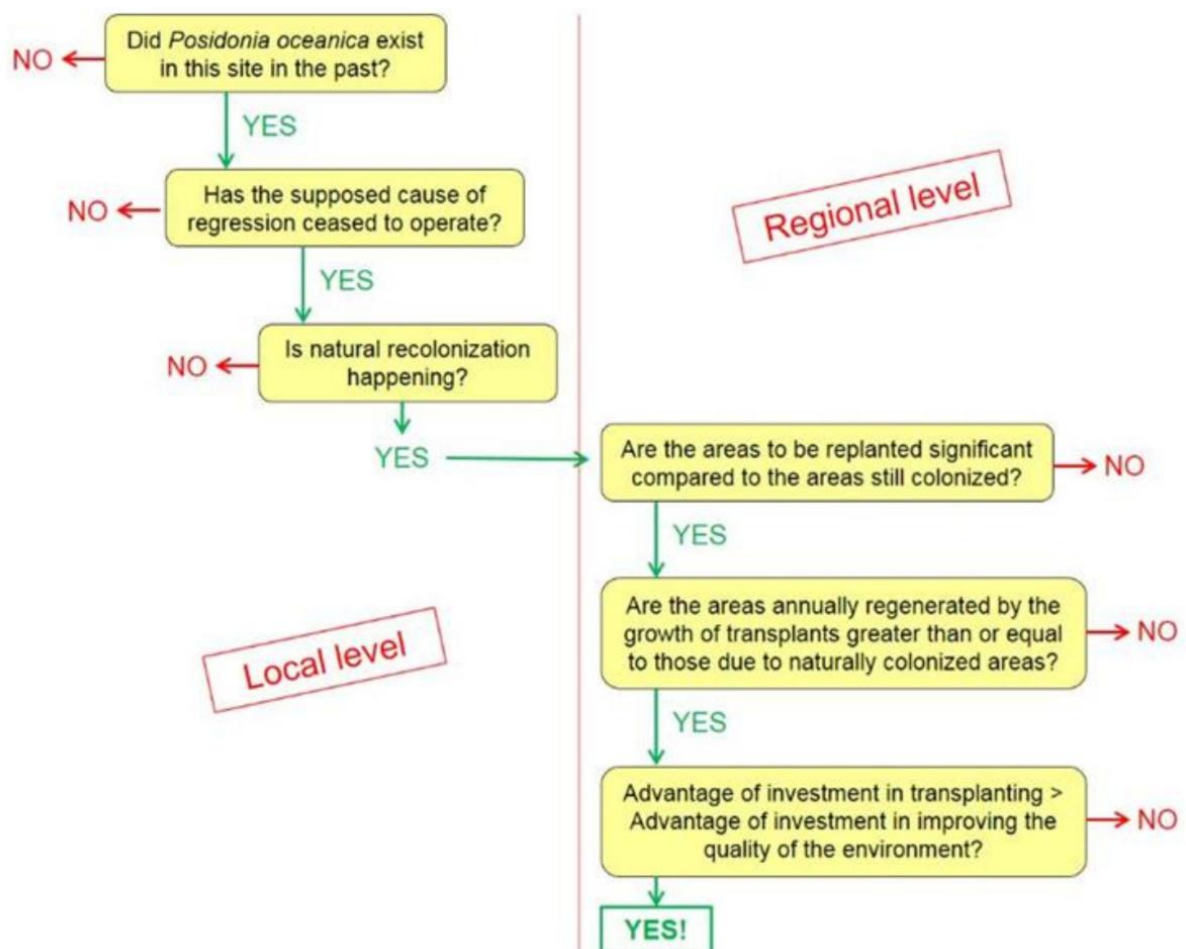 Did Posidonia oceanica exist
in this site in the past?
NO
YES
Has the supposed cause of
regression ceased to operate?
NO
YES
Regional level
Is natural recolonization
happening?
NO
YES
Are the areas to be replanted significant
compared to the areas still colonized?
NO
YES
Are the areas annually regenerated by the
growth of transplants greater than or equal
to those due to naturally colonized areas?
NO
Local level
YES
Advantage of investment in transplanting >
Advantage of investment in improving the
quality of the environment?
NO
YES!